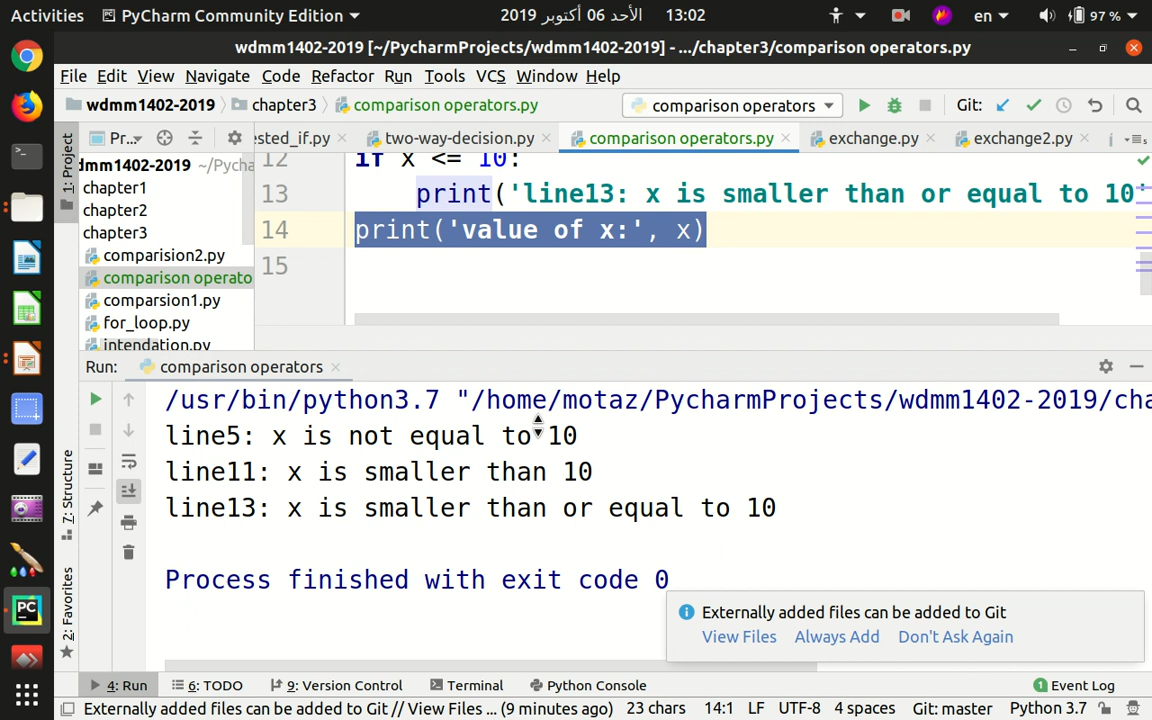 Activities PyCharm Community Edition الأحد 06 أكتوبر 2019 13:02 en 97 %
wdmm1402-2019 [~/PycharmProjects/wdmm1402-2019] - .../chapter3/comparison operators.py
File Edit View Navigate Code Refactor Run Tools VCS Window Help
wdmm1402-2019 chapter3 comparison operators.py comparison operators Git:
1: Project Pr... ested_if.py two-way-decision.py comparison operators.py exchange.py exchange2.py
dmm1402-2019 ~/Pycha
chapter1
chapter2
chapter3
comparision2.py
comparison operato
comparsion1.py
for_loop.py
intendation.py
12 if x <= 10:
13 print('line13: x is smaller than or equal to 10'
14 print('value of x:', x)
15
Run: comparison operators
/usr/bin/python3.7 "/home/motaz/PycharmProjects/wdmm1402-2019/cha
line5: x is not equal to 10
line11: x is smaller than 10
line13: x is smaller than or equal to 10
Process finished with exit code 0
7: Structure
2: Favorites
Externally added files can be added to Git
View Files Always Add Don't Ask Again
4: Run 6: TODO 9: Version Control Terminal Python Console 1 Event Log
Externally added files can be added to Git // View Files ... (9 minutes ago) 23 chars 14:1 LF UTF-8 4 spaces Git: master Python 3.7